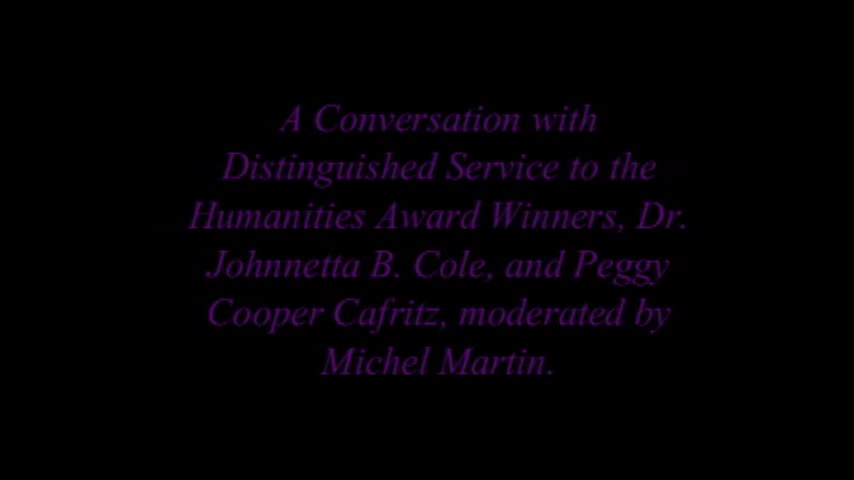 A Conversation with
Distinguished Service to the
Humanities Award Winners, Dr.
Johnnetta B. Cole, and Peggy
Cooper Cafritz, moderated by
Michel Martin.